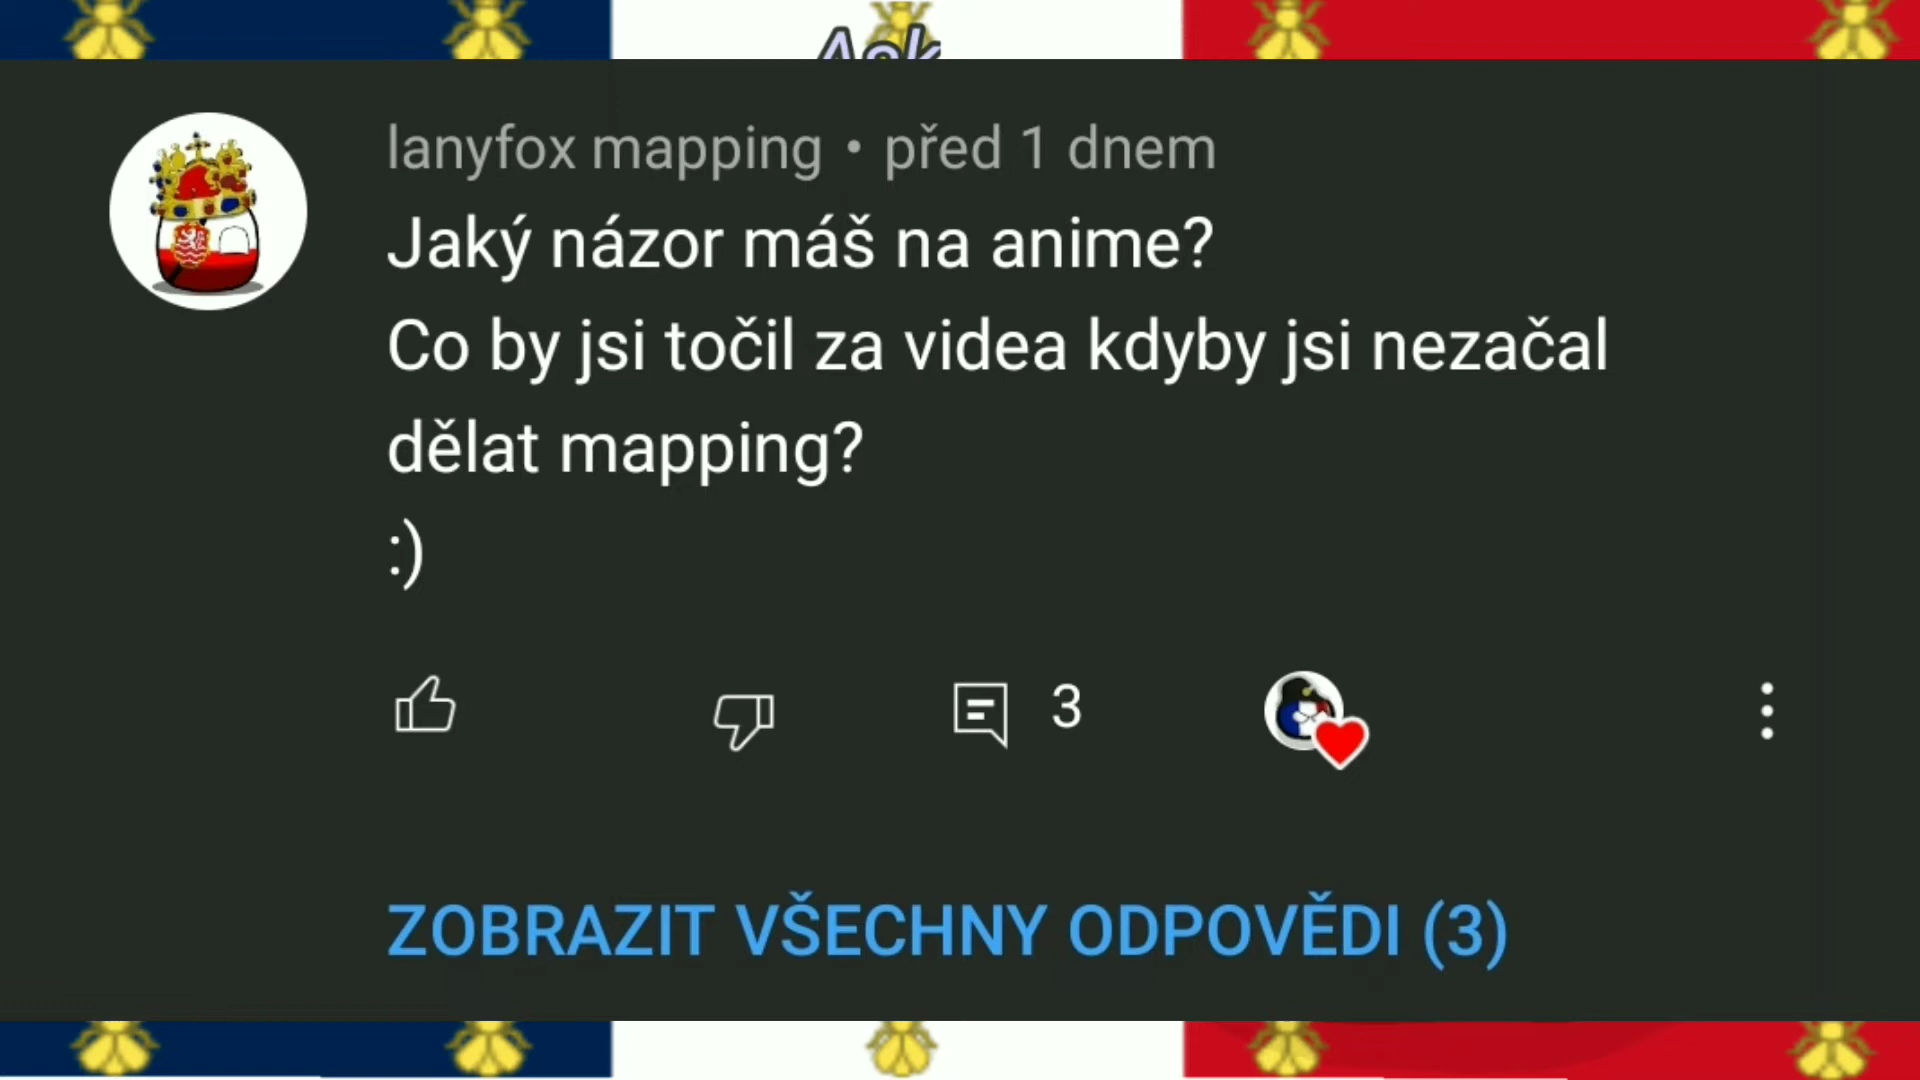 Ask
lanyfox mapping • před 1 dnem
Jaký názor máš na anime?
Co by jsi točil za videa kdyby jsi nezačal
dělat mapping?
:)
3
ZOBRAZIT VŠECHNY ODPOVĚDI (3)